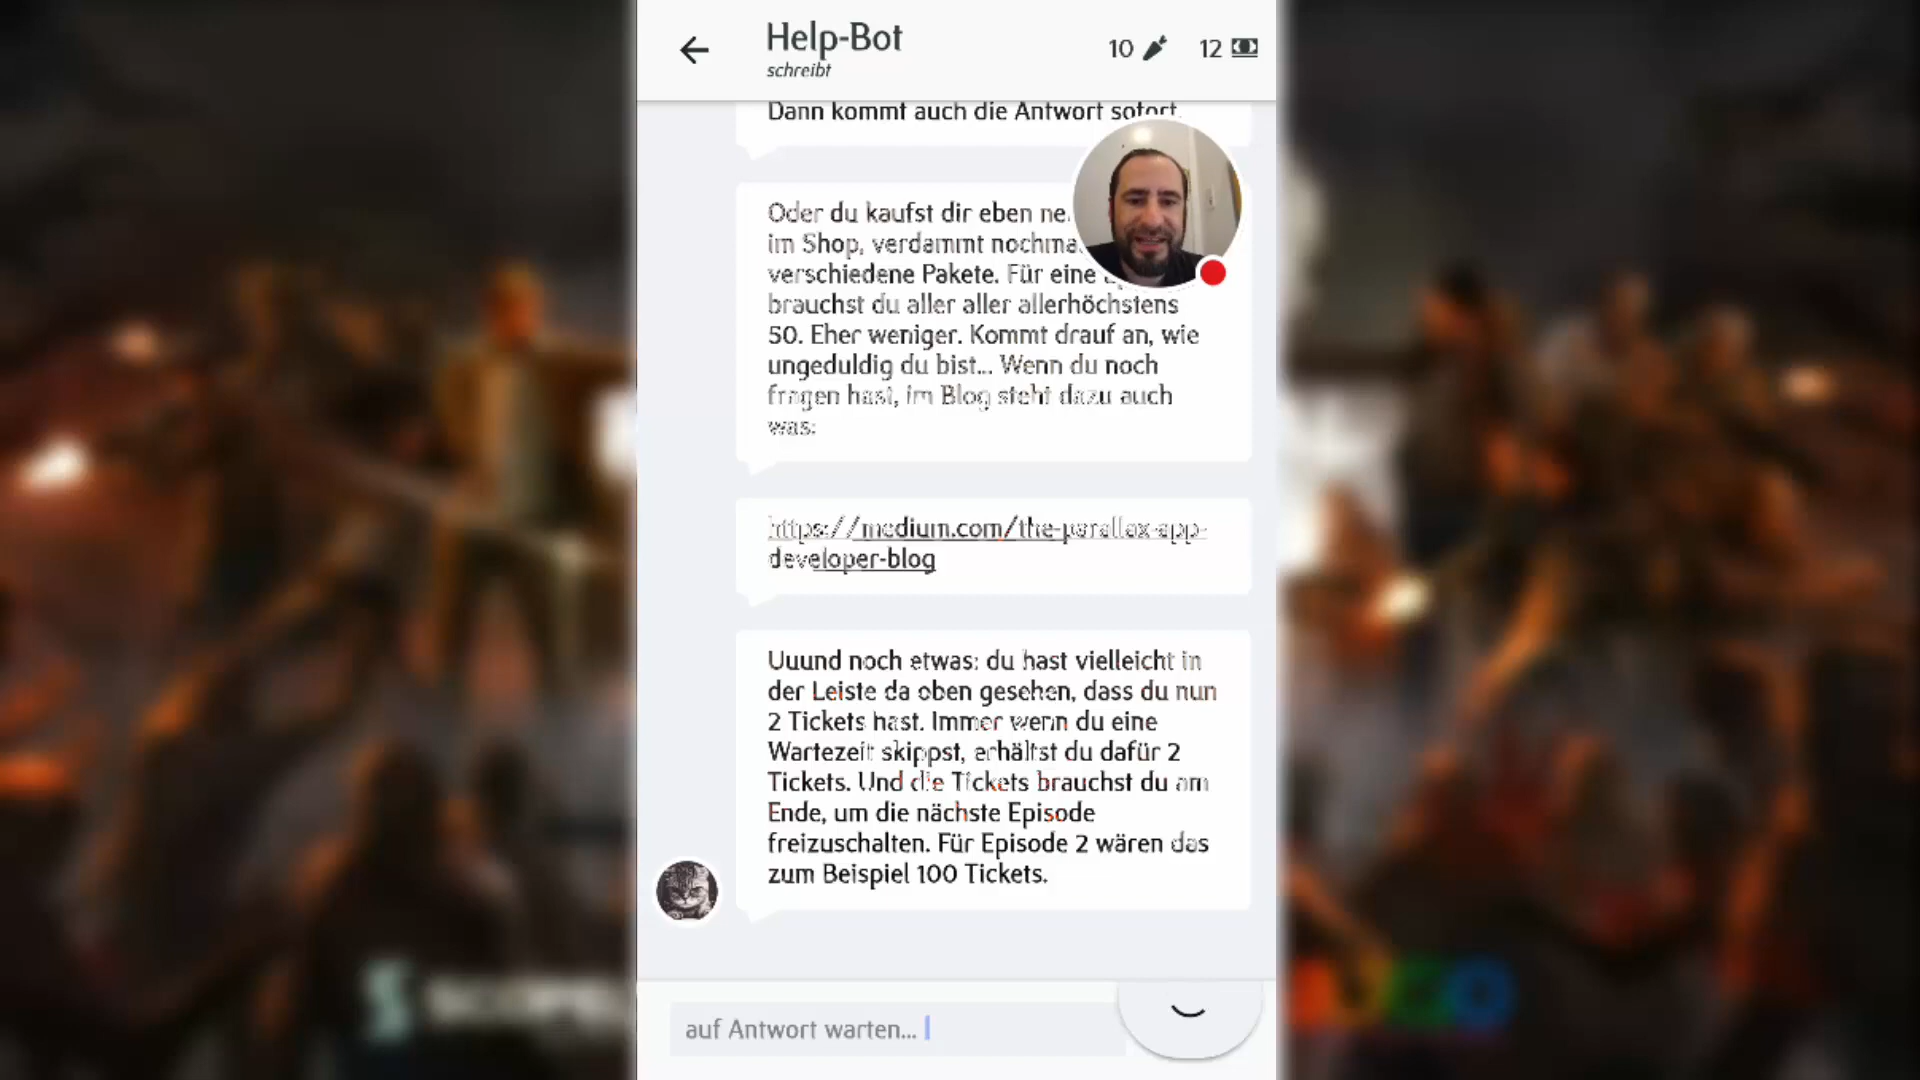 Help-Bot
schreibt
10
12
Dann kommt auch die Antwort sofort.
Oder du kaufst dir eben
im Shop, verdammt
verschiedene Pakete. Für eine
brauchst du aller aller allerhöchstens
50. Eher weniger. Kommt drauf an, wie
ungeduldig du bist... Wenn du noch
fragen hast, im Blog steht dazu auch
was:
https://medium.com/the-parallax-app-
developer-blog
Uuund noch etwas: du hast vielleicht in
der Leiste da oben gesehen, dass du nun
2 Tickets hast. Immer wenn du eine
Wartezeit skippst, erhältst du dafür 2
Tickets. Und die Tickets brauchst du am
Ende, um die nächste Episode
freizuschalten. Für Episode 2 wären das
zum Beispiel 100 Tickets.
auf Antwort warten...